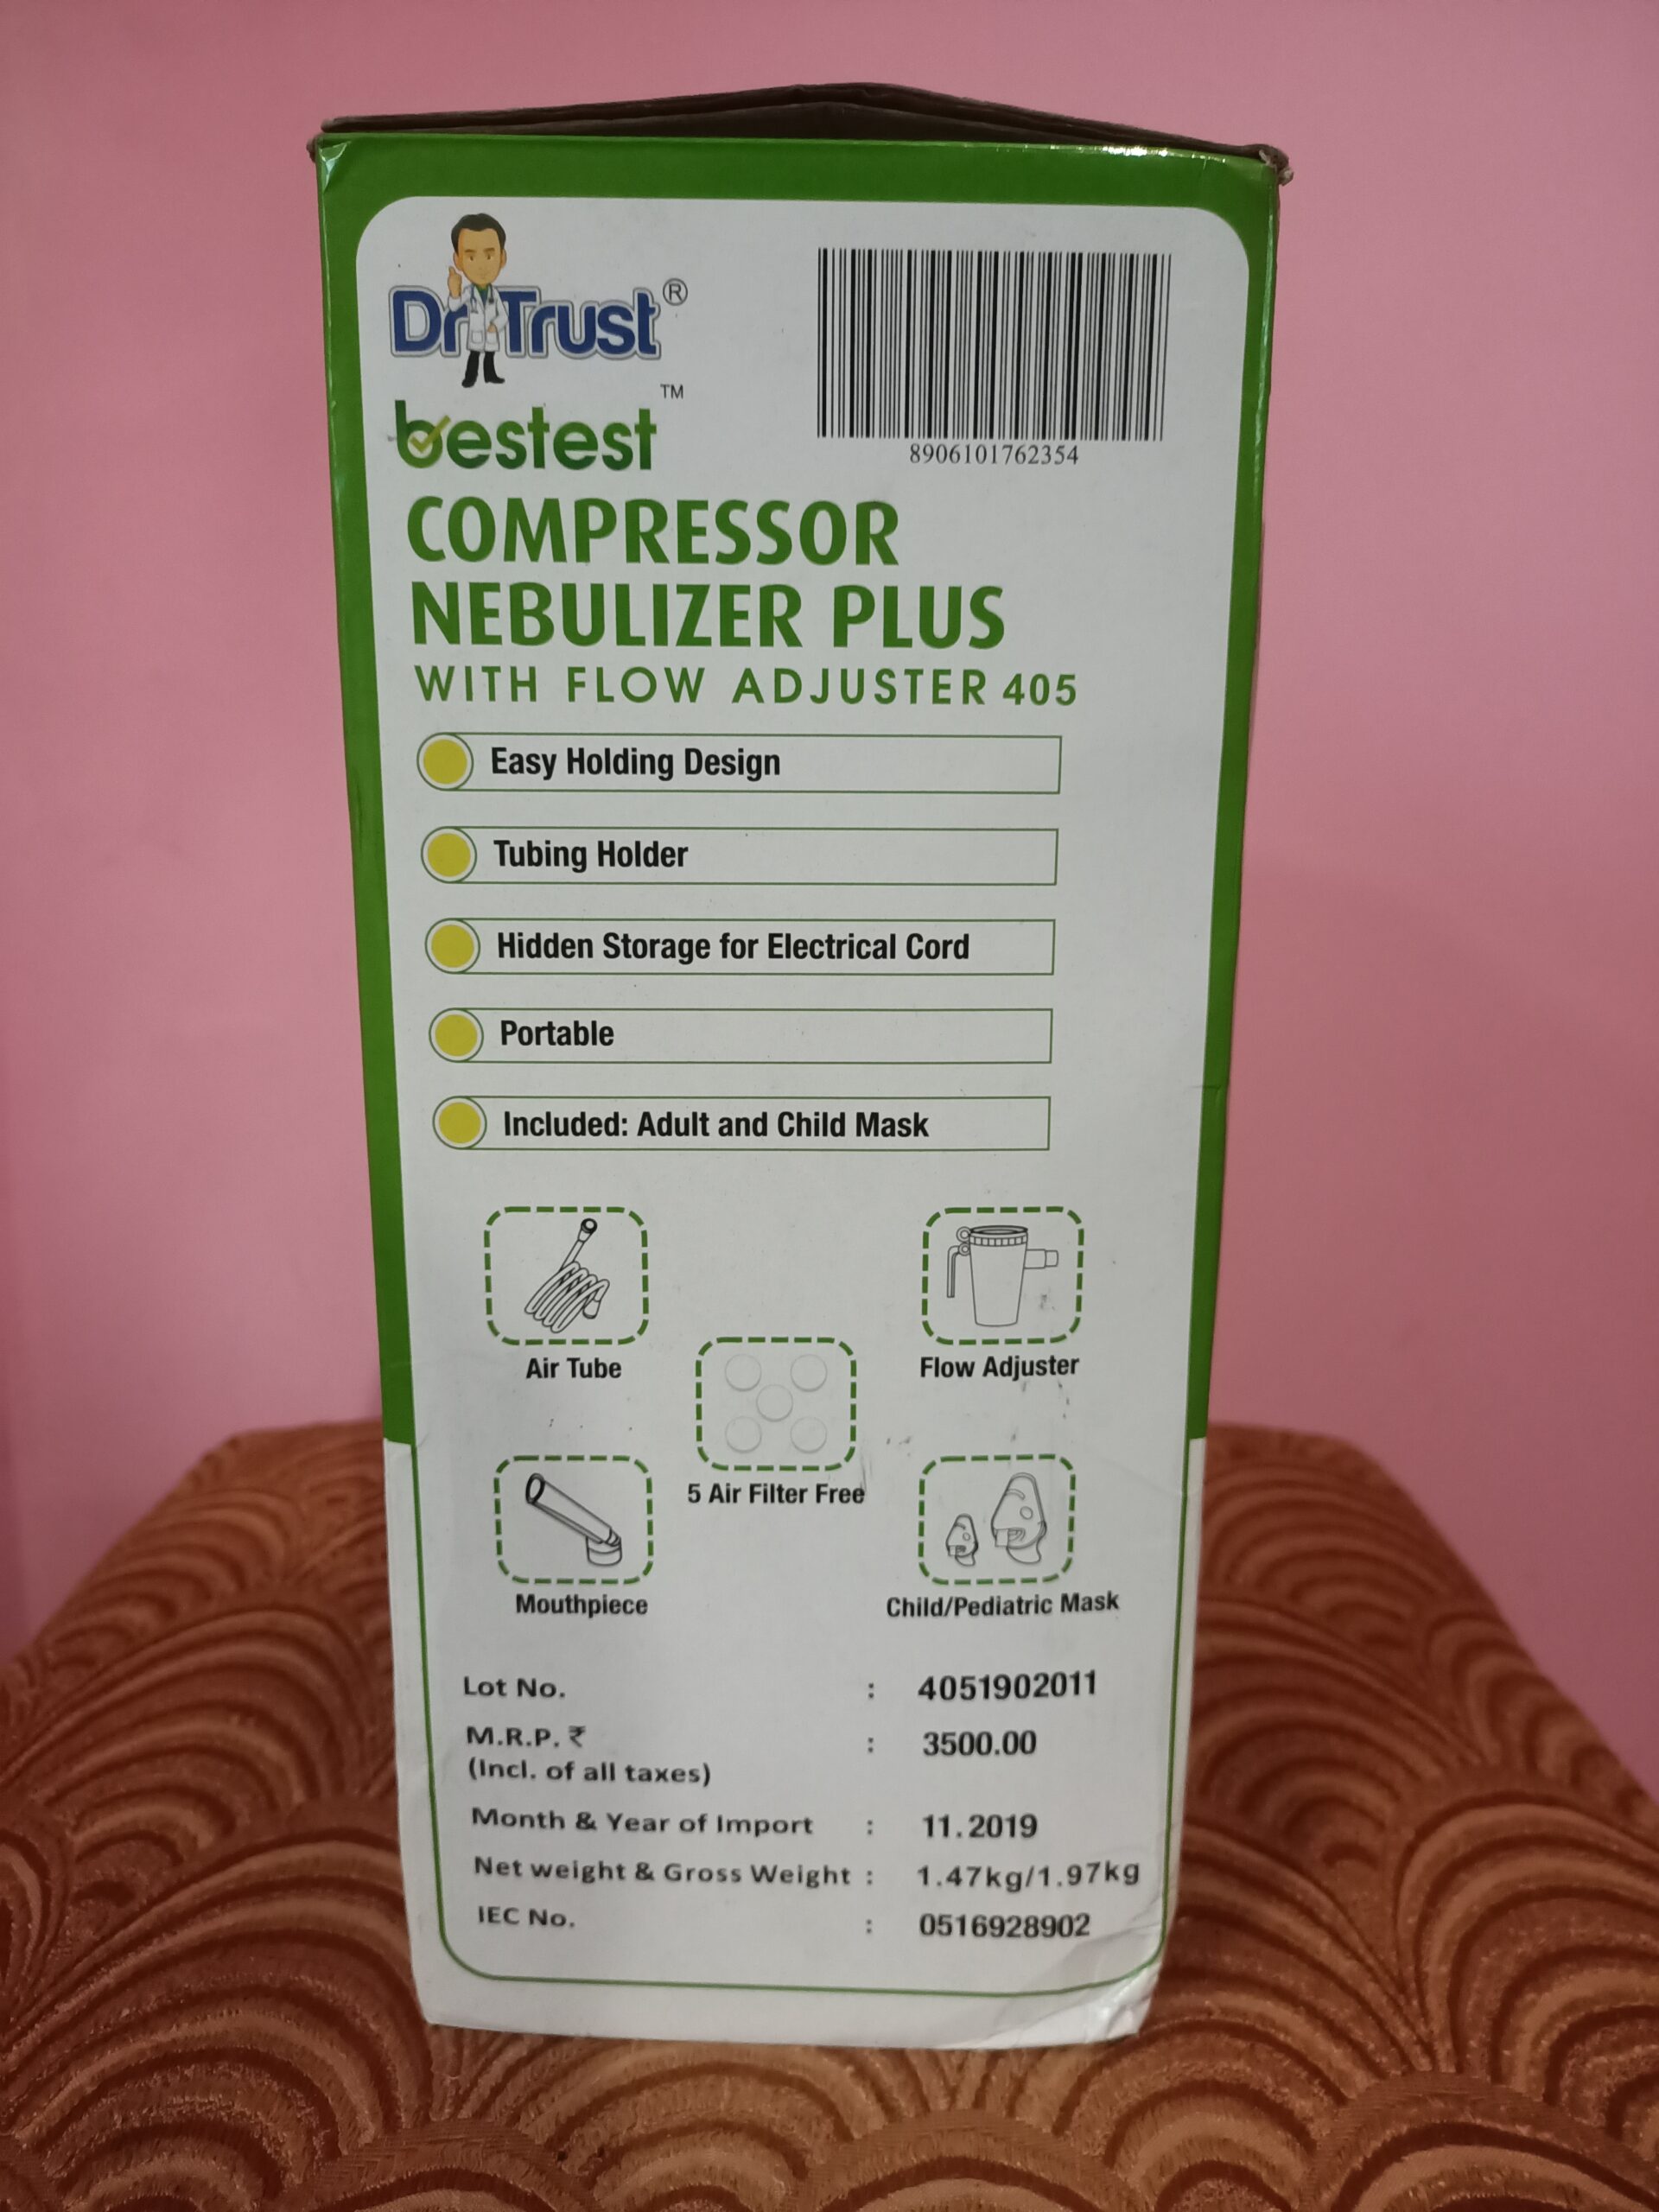 Dr Trust®
bestest™
8906101762354
COMPRESSOR
NEBULIZER PLUS
WITH FLOW ADJUSTER 405
Easy Holding Design
Tubing Holder
Hidden Storage for Electrical Cord
Portable
Included: Adult and Child Mask
Air Tube
Flow Adjuster
5 Air Filter Free
Mouthpiece
Child/Pediatric Mask
Lot No. : 4051902011
M.R.P. ₹ : 3500.00
(Incl. of all taxes)
Month & Year of Import : 11.2019
Net weight & Gross Weight : 1.47kg/1.97kg
IEC No. : 0516928902